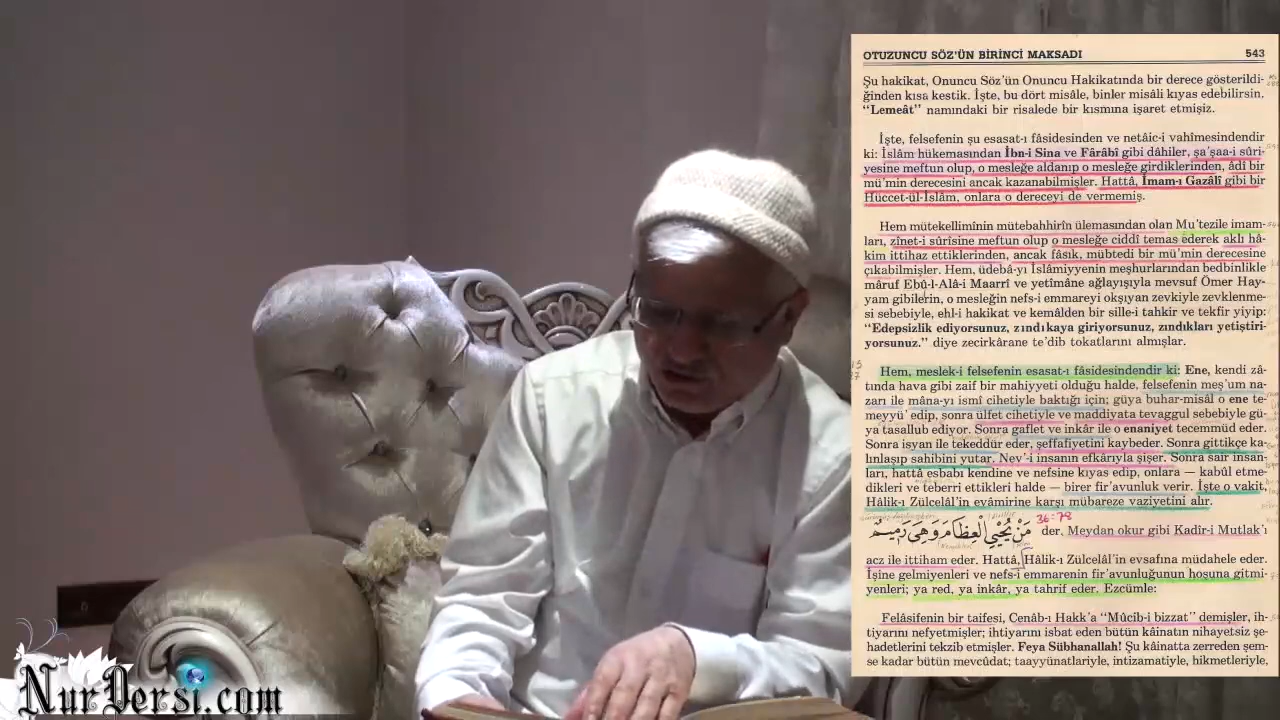 OTUZUNCU SÖZ'ÜN BİRİNCİ MAKSADI 543
Şu hakikat, Onuncu Söz'ün Onuncu Hakikatında bir derece gösterildi-
ğinden kısa kestik. İşte, bu dört misâle, binler misâli kıyas edebilirsin.
"Lemeât" namındaki bir risalede bir kısmına işaret etmişiz.
İşte, felsefenin şu esasat-ı fâsidesinden ve netâic-i vahîmesindendir
ki: İslâm hükemasından İbn-i Sina ve Fârâbî gibi dâhiler, şa'şaa-i sûri-
yesine meftun olup, o mesleğe aldanıp o mesleğe girdiklerinden, âdi bir
mü'min derecesini ancak kazanabilmişler. Hattâ, İmam-ı Gazâlî gibi bir
Hüccet-ül-İslâm, onlara o dereceyi de vermemiş.
Hem mütekellimînin mütebahhirîn ülemasından olan Mu'tezile imam-
ları, zînet-i sûrîsine meftun olup o mesleğe ciddî temas ederek aklı hâ-
kim ittihaz ettiklerinden, ancak fâsık, mübtedi bir mü'min derecesine
çıkabilmişler. Hem, üdebâ-yı İslâmiyyenin meşhurlarından bedbinlikle
mâruf Ebû-l-Alâ-i Maarrî ve yetîmâne ağlayışıyla mevsuf Ömer Hay-
yam gibilerin, o mesleğin nefs-i emmareyi okşıyan zevkiyle zevklenme-
si sebebiyle, ehl-i hakikat ve kemâlden bir sille-i tahkir ve tekfir yiyip:
"Edepsizlik ediyorsunuz, zındıkaya giriyorsunuz, zındıkları yetiştiri-
yorsunuz." diye zecirkârane te'dib tokatlarını almışlar.
Hem, meslek-i felsefenin esasat-ı fâsidesindendir ki: Ene, kendi zâ-
tında hava gibi zaif bir mahiyyeti olduğu halde, felsefenin meş'um na-
zarı ile mâna-yı ismî cihetiyle baktığı için; güya buhar-misâl o ene te-
meyyü' edip, sonra ülfet cihetiyle ve maddiyata tevaggul sebebiyle gü-
ya tasallub ediyor. Sonra gaflet ve inkâr ile o enaniyet tecemmüd eder.
Sonra isyan ile tekeddür eder, şeffafiyetini kaybeder. Sonra gittikçe ka-
lınlaşıp sahibini yutar. Nev'-i insanın efkârıyla şişer. Sonra sair insan-
ları, hattâ esbabı kendine ve nefsine kıyas edip, onlara — kabûl etme-
dikleri ve teberri ettikleri halde — birer fir'avunluk verir. İşte o vakit,
Hâlik-ı Zülcelâl'in evâmirine karşı mübareze vaziyetini alır.
36:78
مَنْ يُحْيِي الْعِظَامَ وَهِيَ رَمِيمٌ der, Meydan okur gibi Kadîr-i Mutlak'ı
acz ile ittiham eder. Hattâ, Hâlik-ı Zülcelâl'in evsafına müdahele eder.
İşine gelmiyenleri ve nefs-i emmarenin fir'avunluğunun hoşuna gitmi-
yenleri; ya red, ya inkâr, ya tahrif eder. Ezcümle:
Felâsifenin bir taifesi, Cenâb-ı Hakk'a "Mûcib-i bizzat" demişler, ih-
tiyarını nefyetmişler; ihtiyarını isbat eden bütün kâinatın nihayetsiz şe-
hadetlerini tekzib etmişler. Feya Sübhanallah! Şu kâinatta zerreden şem-
se kadar bütün mevcûdat; taayyünatlariyle, intizamatiyle, hikmetleriyle,
NurDersi.com